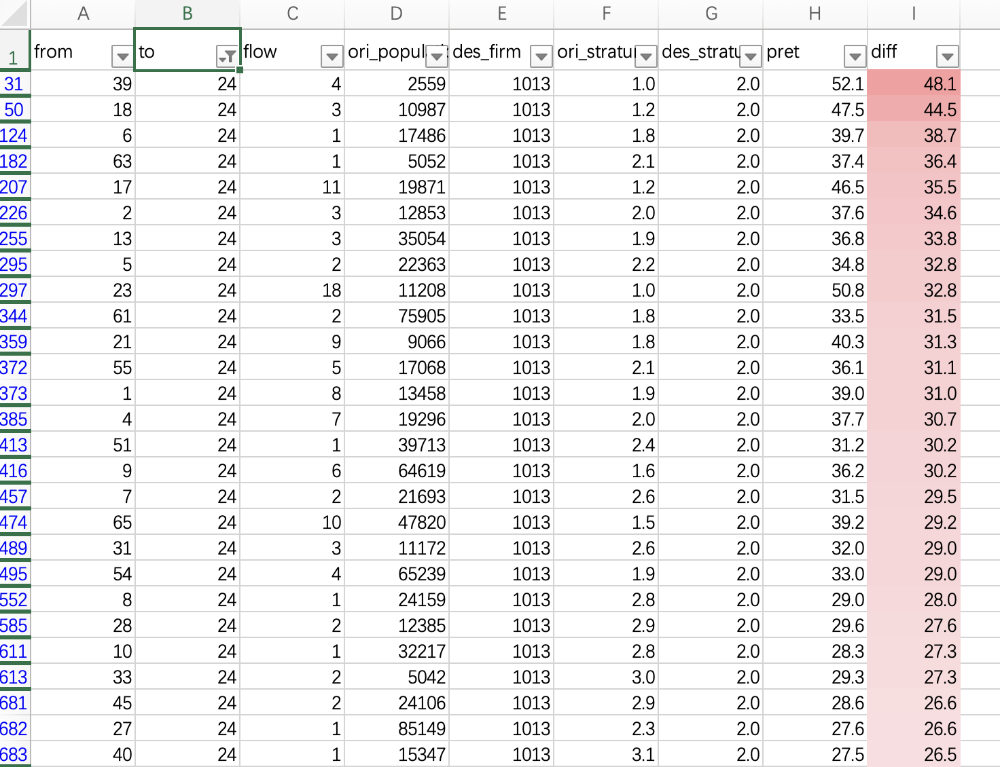 A B C D E F G H I
1 from to flow ori_populati des_firm ori_stratum des_stratu pret diff
31 39 24 4 2559 1013 1.0 2.0 52.1 48.1
50 18 24 3 10987 1013 1.2 2.0 47.5 44.5
124 6 24 1 17486 1013 1.8 2.0 39.7 38.7
182 63 24 1 5052 1013 2.1 2.0 37.4 36.4
207 17 24 11 19871 1013 1.2 2.0 46.5 35.5
226 2 24 3 12853 1013 2.0 2.0 37.6 34.6
255 13 24 3 35054 1013 1.9 2.0 36.8 33.8
295 5 24 2 22363 1013 2.2 2.0 34.8 32.8
297 23 24 18 11208 1013 1.0 2.0 50.8 32.8
344 61 24 2 75905 1013 1.8 2.0 33.5 31.5
359 21 24 9 9066 1013 1.8 2.0 40.3 31.3
372 55 24 5 17068 1013 2.1 2.0 36.1 31.1
373 1 24 8 13458 1013 1.9 2.0 39.0 31.0
385 4 24 7 19296 1013 2.0 2.0 37.7 30.7
413 51 24 1 39713 1013 2.4 2.0 31.2 30.2
416 9 24 6 64619 1013 1.6 2.0 36.2 30.2
457 7 24 2 21693 1013 2.6 2.0 31.5 29.5
474 65 24 10 47820 1013 1.5 2.0 39.2 29.2
489 31 24 3 11172 1013 2.6 2.0 32.0 29.0
495 54 24 4 65239 1013 1.9 2.0 33.0 29.0
552 8 24 1 24159 1013 2.8 2.0 29.0 28.0
585 28 24 2 12385 1013 2.9 2.0 29.6 27.6
611 10 24 1 32217 1013 2.8 2.0 28.3 27.3
613 33 24 2 5042 1013 3.0 2.0 29.3 27.3
681 45 24 2 24106 1013 2.9 2.0 28.6 26.6
682 27 24 1 85149 1013 2.3 2.0 27.6 26.6
683 40 24 1 15347 1013 3.1 2.0 27.5 26.5